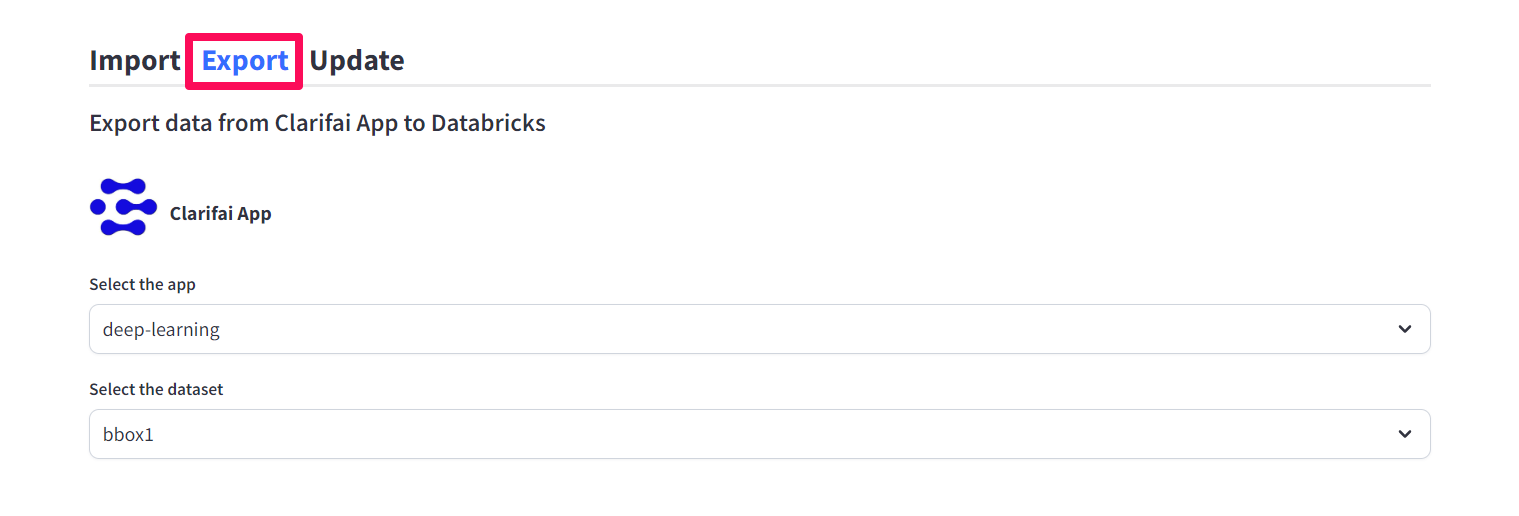 Import Export Update
Export data from Clarifai App to Databricks
Clarifai App
Select the app
deep-learning
Select the dataset
bbox1